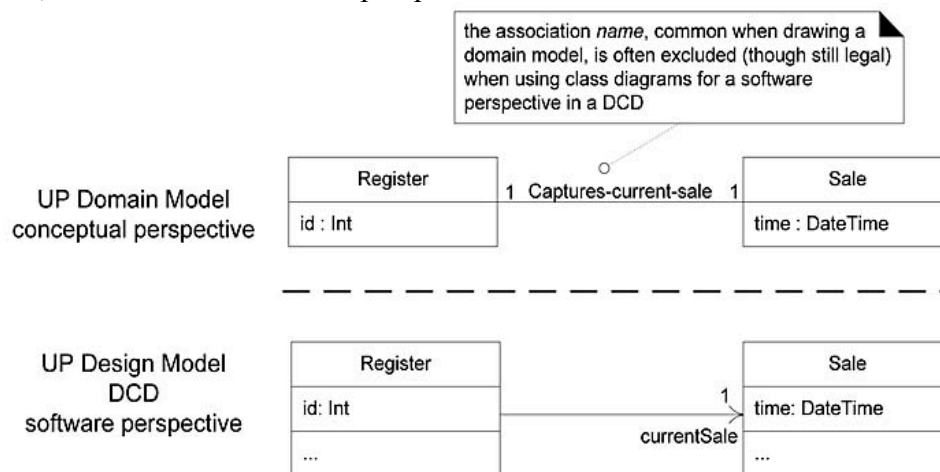 the association name, common when drawing a
domain model, is often excluded (though still legal)
when using class diagrams for a software
perspective in a DCD
UP Domain Model
conceptual perspective
Register
id : Int
1 Captures-current-sale 1
Sale
time : DateTime
UP Design Model
DCD
software perspective
Register
id: Int
...
1
currentSale
Sale
time: DateTime
...